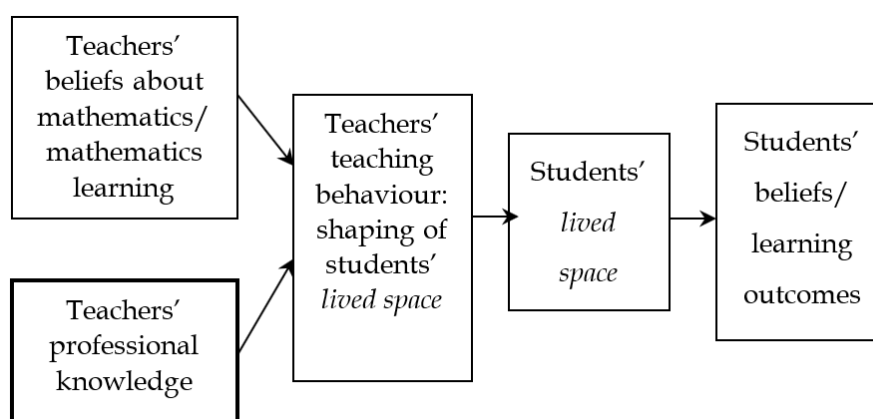 Teachers’
beliefs about
mathematics/
mathematics
learning
Teachers’
professional
knowledge
Teachers’
teaching
behaviour:
shaping of
students’
lived space
Students’
lived
space
Students’
beliefs/
learning
outcomes